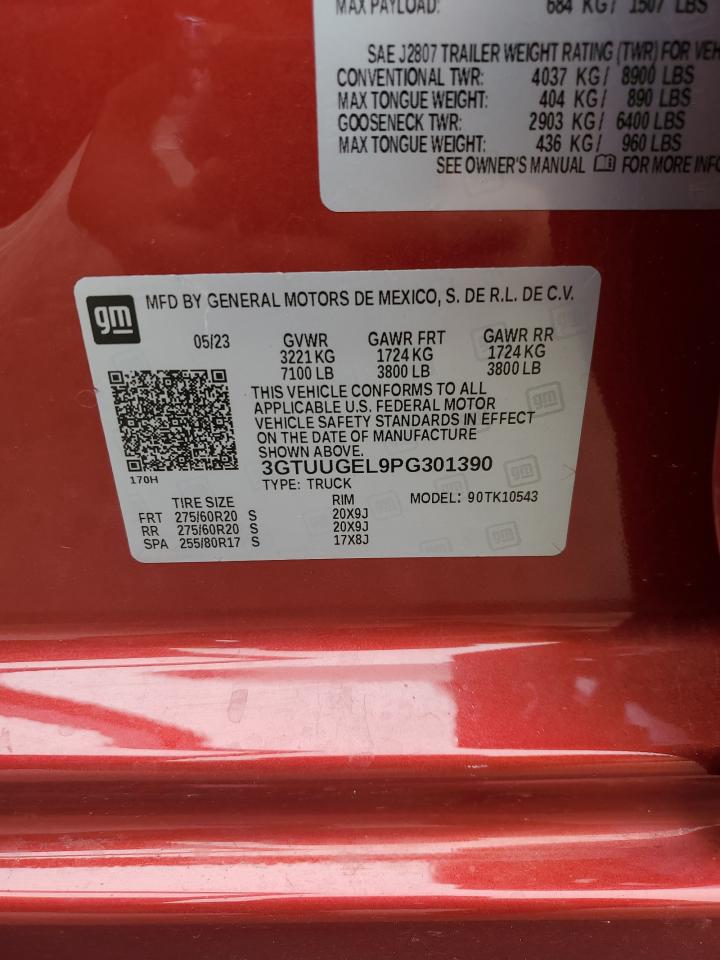 MAX PAYLOAD: 684 KG/ 1507 LBS
SAE J2807 TRAILER WEIGHT RATING (TWR) FOR VEH
CONVENTIONAL TWR: 4037 KG/ 8900 LBS
MAX TONGUE WEIGHT: 404 KG/ 890 LBS
GOOSENECK TWR: 2903 KG/ 6400 LBS
MAX TONGUE WEIGHT: 436 KG/ 960 LBS
SEE OWNER'S MANUAL FOR MORE INFO
gm MFD BY GENERAL MOTORS DE MEXICO, S. DE R.L. DE C.V.
05/23 GVWR GAWR FRT GAWR RR
3221 KG 1724 KG 1724 KG
7100 LB 3800 LB 3800 LB
THIS VEHICLE CONFORMS TO ALL
APPLICABLE U.S. FEDERAL MOTOR
VEHICLE SAFETY STANDARDS IN EFFECT
ON THE DATE OF MANUFACTURE
SHOWN ABOVE.
3GTUUGEL9PG301390
170H TYPE: TRUCK
TIRE SIZE RIM MODEL: 90TK10543
FRT 275/60R20 S 20X9J
RR 275/60R20 S 20X9J
SPA 255/80R17 S 17X8J